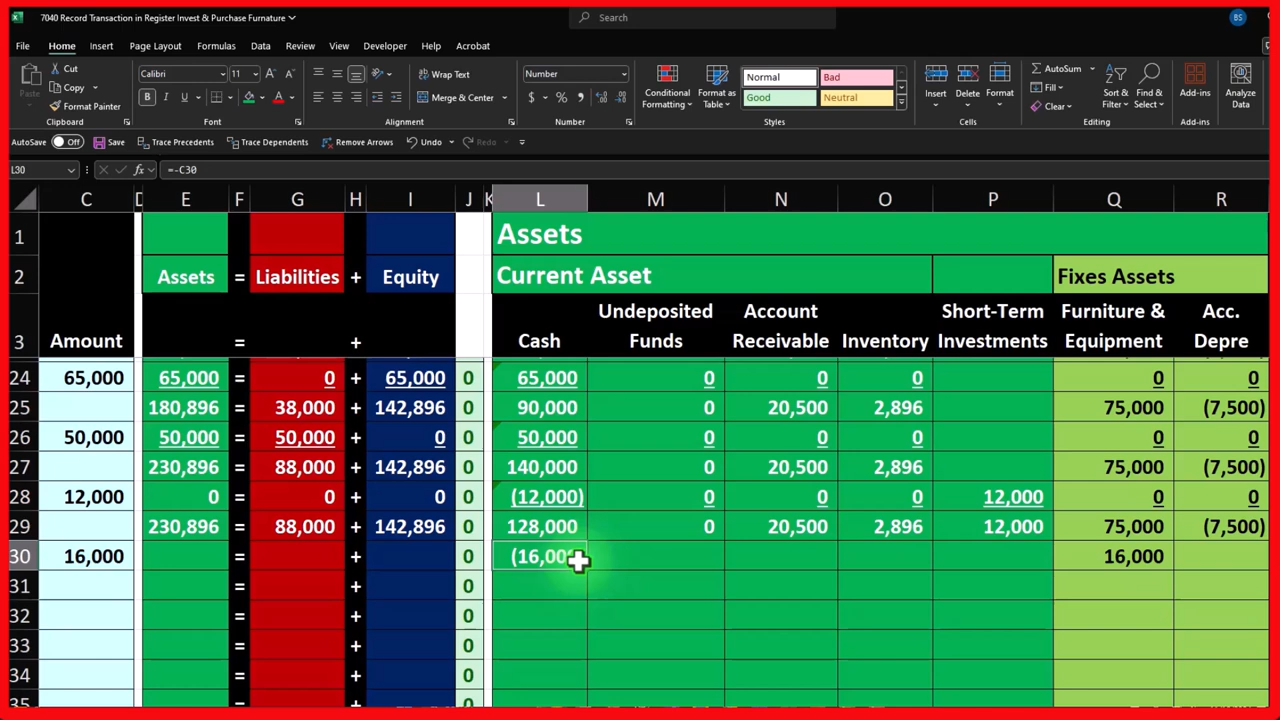 7040 Record Transaction in Register Invest & Purchase Furnature
Search
BS
File Home Insert Page Layout Formulas Data Review View Developer Help Acrobat
Paste
Cut
Copy
Format Painter
Clipboard
Calibri 11
Font
Wrap Text
Merge & Center
Alignment
Number
Number
Conditional Formatting
Format as Table
Normal
Bad
Good
Neutral
Styles
Insert
Delete
Format
Cells
AutoSum
Fill
Clear
Sort & Filter
Find & Select
Editing
Add-ins
Add-ins
Analyze Data
AutoSave Off Save Trace Precedents Trace Dependents Remove Arrows Undo Redo
L30 fx =-C30
C D E F G H I J K L M N O P Q R
1 Assets
2 Assets = Liabilities + Equity Current Asset Fixes Assets
3 Amount = + Cash Undeposited Funds Account Receivable Inventory Short-Term Investments Furniture & Equipment Acc. Depre
24 65,000 65,000 = 0 + 65,000 0 65,000 0 0 0 0 0
25 180,896 = 38,000 + 142,896 0 90,000 0 20,500 2,896 75,000 (7,500)
26 50,000 50,000 = 50,000 + 0 0 50,000 0 0 0 0 0
27 230,896 = 88,000 + 142,896 0 140,000 0 20,500 2,896 75,000 (7,500)
28 12,000 0 = 0 + 0 0 (12,000) 0 0 0 12,000 0 0
29 230,896 = 88,000 + 142,896 0 128,000 0 20,500 2,896 12,000 75,000 (7,500)
30 16,000 = + 0 (16,00 16,000
31 = + 0
32 = + 0
33 = + 0
34 = + 0
35 = + 0